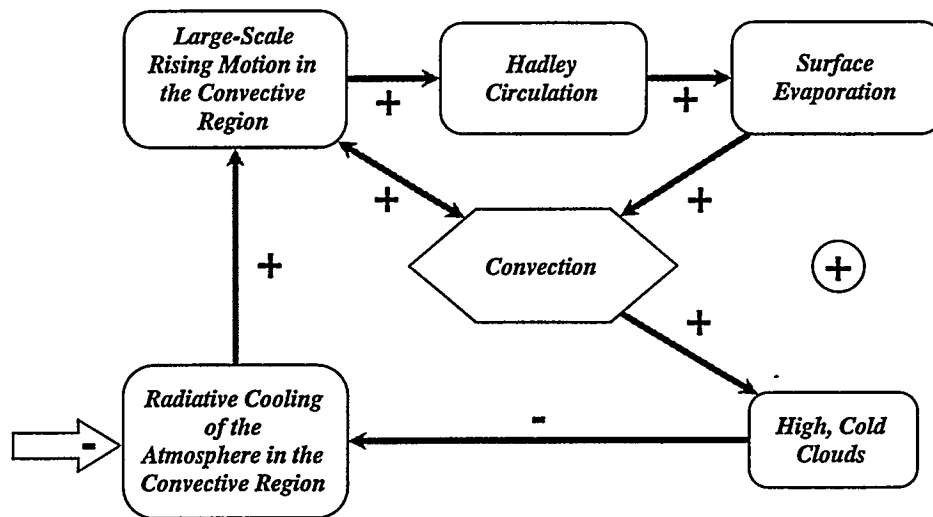 Large-Scale
Rising Motion in
the Convective
Region
+
Hadley
Circulation
+
Surface
Evaporation
+
+
Convection
+
+
+
Radiative Cooling
of the
Atmosphere in the
Convective Region
-
-
High, Cold
Clouds